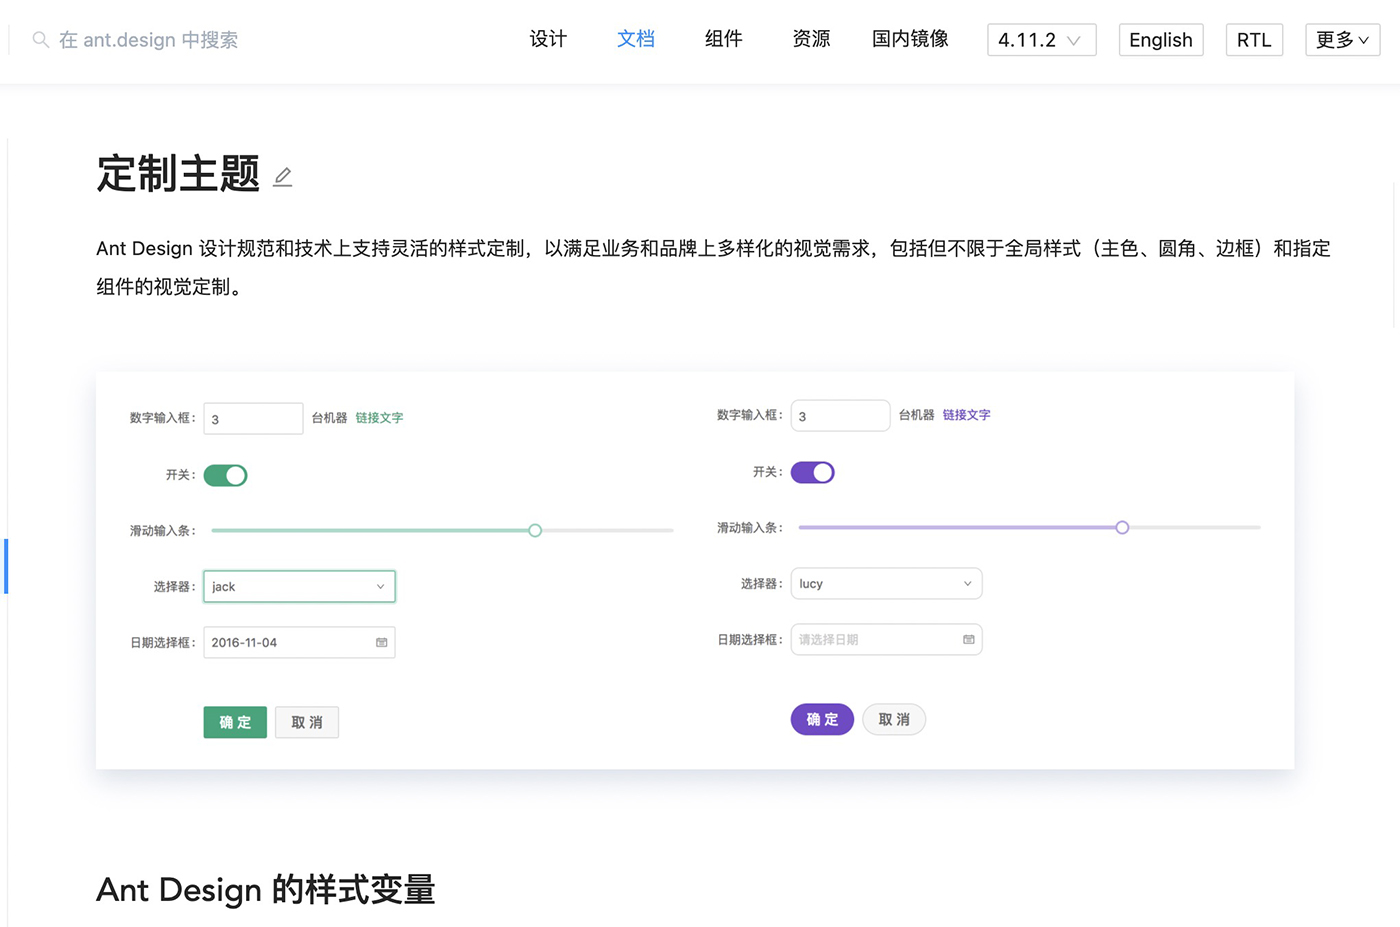 在 ant.design 中搜索
设计 文档 组件 资源 国内镜像 4.11.2 English RTL 更多
定制主题
Ant Design 设计规范和技术上支持灵活的样式定制，以满足业务和品牌上多样化的视觉需求，包括但不限于全局样式（主色、圆角、边框）和指定
组件的视觉定制。
数字输入框： 3 台机器 链接文字
开关：
滑动输入条：
选择器： jack
日期选择框： 2016-11-04
确 定 取 消
数字输入框： 3 台机器 链接文字
开关：
滑动输入条：
选择器： lucy
日期选择框： 请选择日期
确 定 取 消
Ant Design 的样式变量